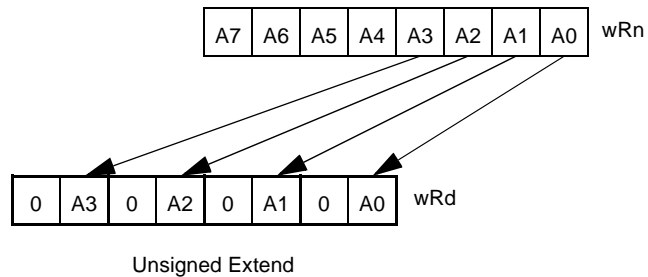 A7 A6 A5 A4 A3 A2 A1 A0 wRn
0 A3 0 A2 0 A1 0 A0 wRd
Unsigned Extend